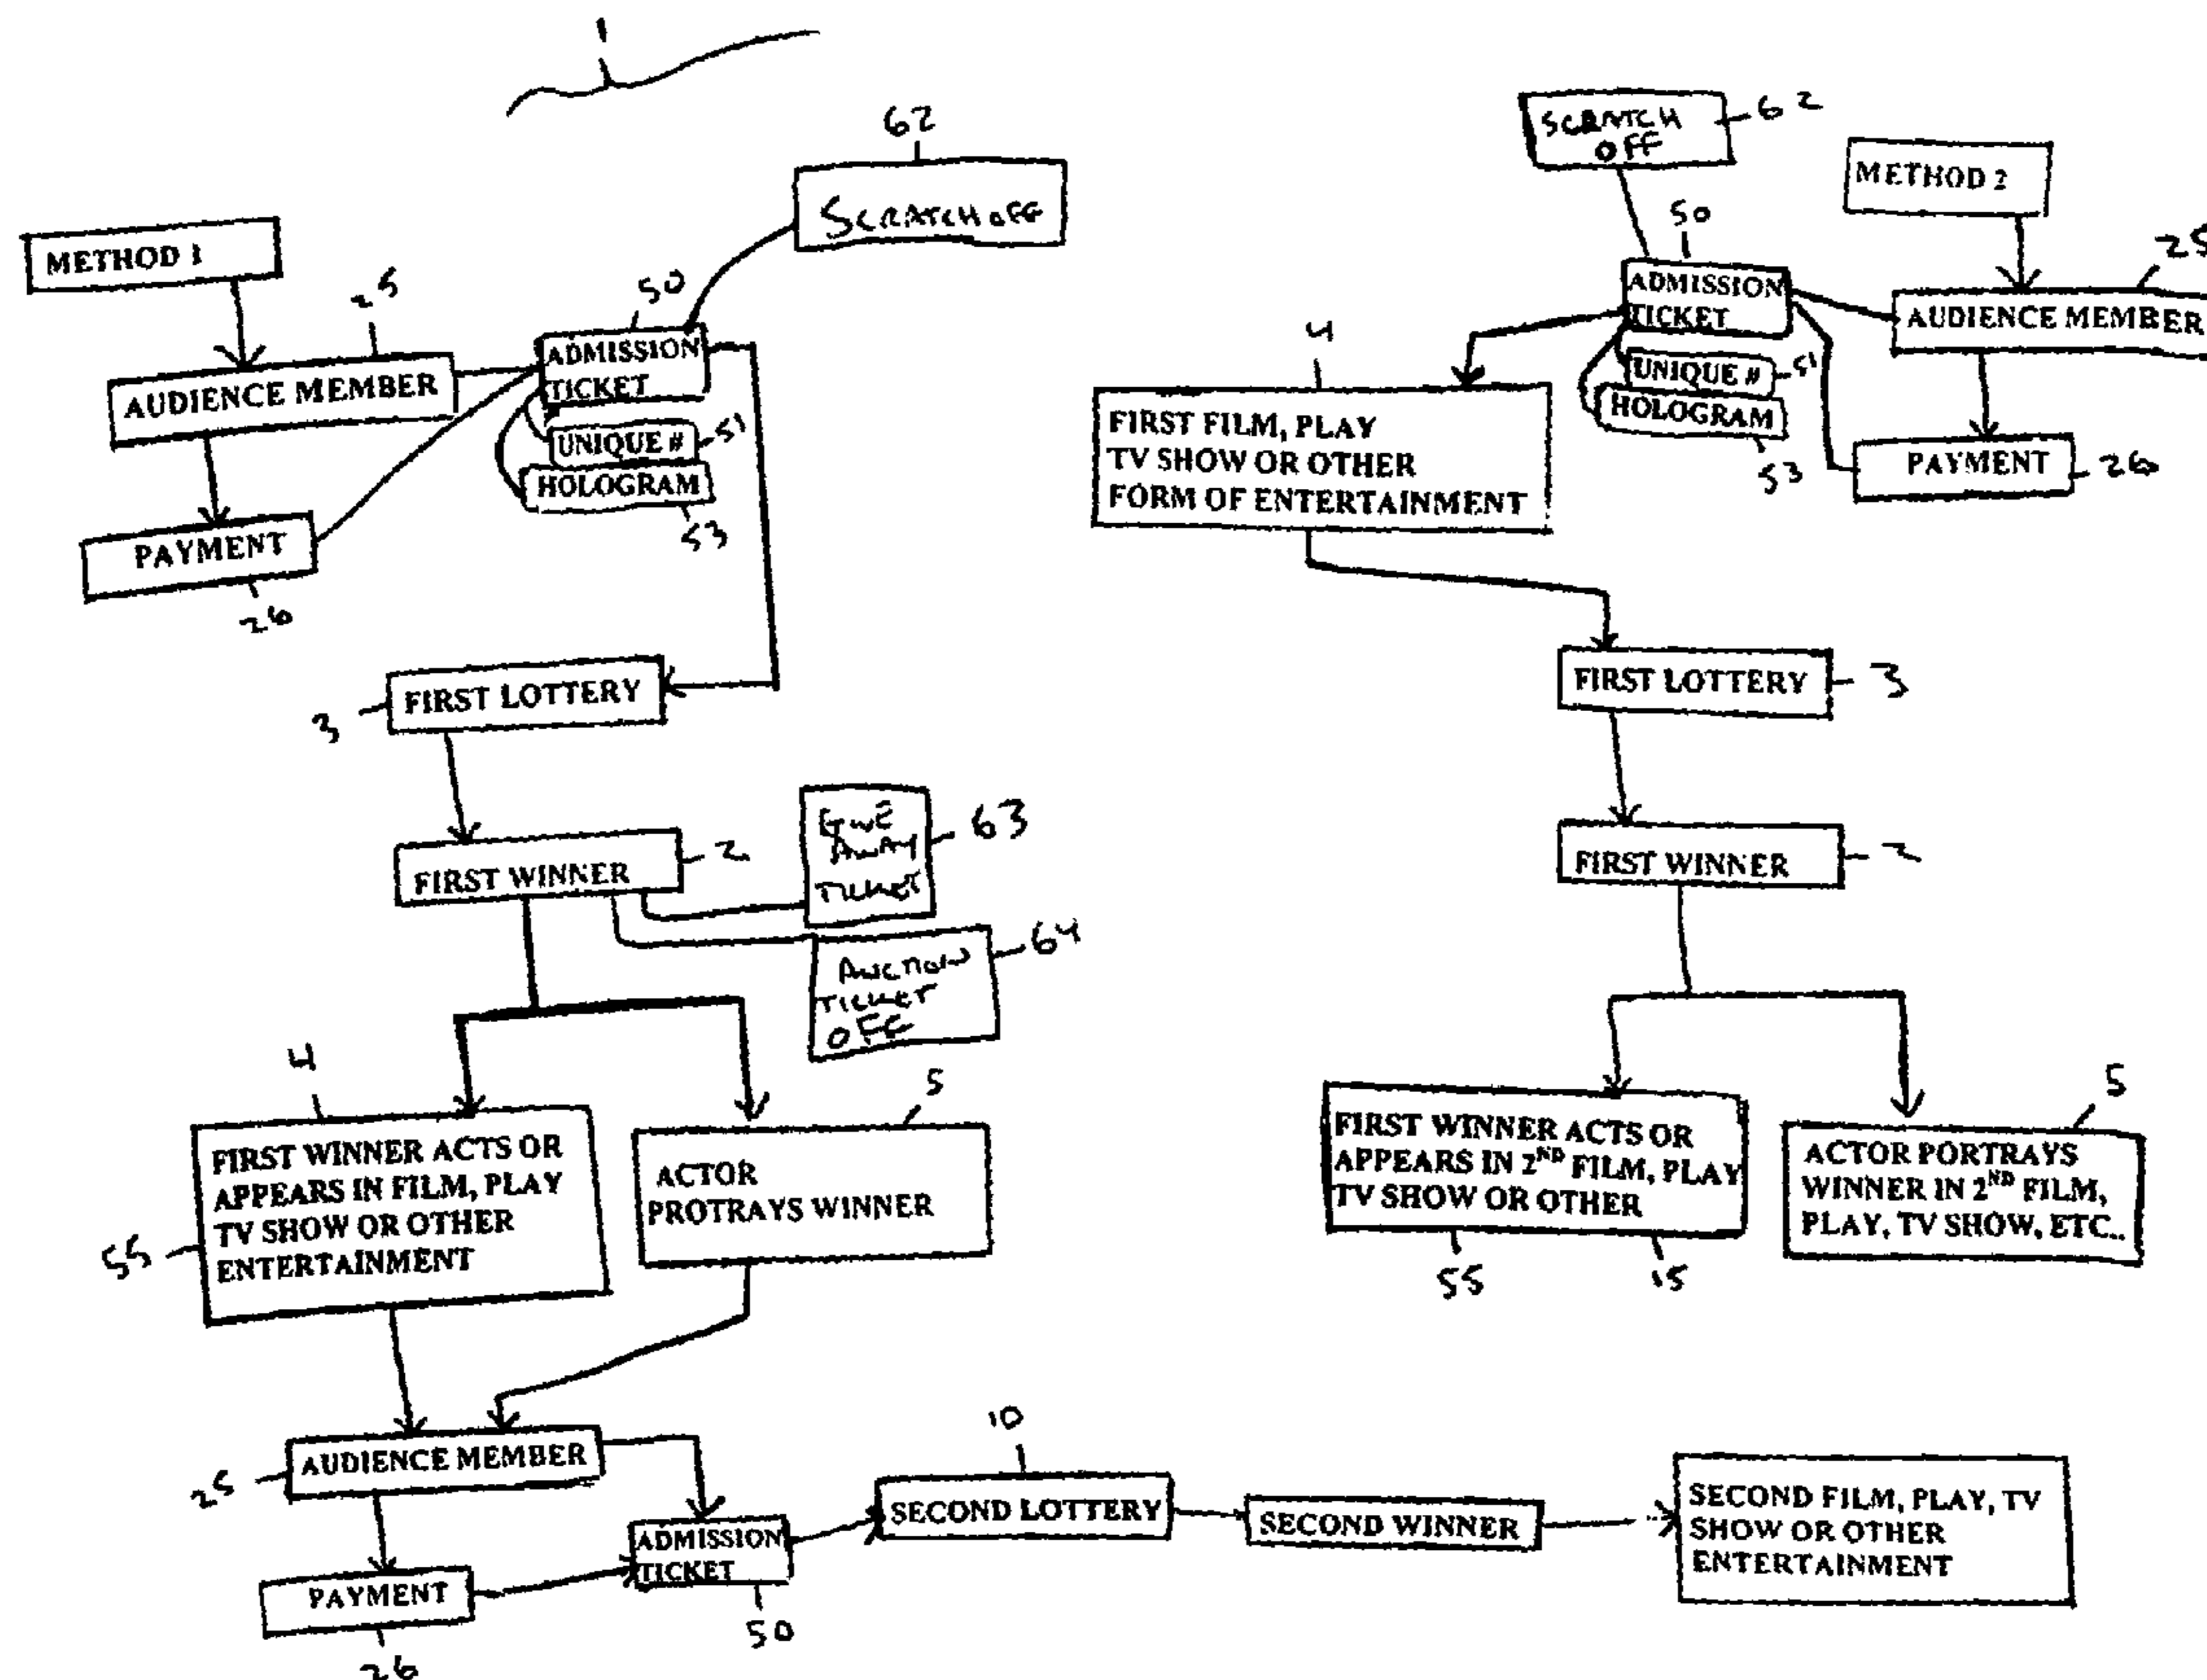 1
62
SCRATCH OFF
METHOD 1
25
50
AUDIENCE MEMBER
ADMISSION
TICKET
UNIQUE #
51
HOLOGRAM
53
PAYMENT
26
FIRST LOTTERY
3
FIRST WINNER
2
GIVE
AWAY
TICKET
63
AUCTION
TICKET
OFF
64
4
FIRST WINNER ACTS OR
APPEARS IN FILM, PLAY
TV SHOW OR OTHER
ENTERTAINMENT
55
5
ACTOR
PROTRAYS WINNER
AUDIENCE MEMBER
25
PAYMENT
26
ADMISSION
TICKET
50
10
SECOND LOTTERY
SECOND WINNER
SECOND FILM, PLAY, TV
SHOW OR OTHER
ENTERTAINMENT
SCRATCH
OFF
62
METHOD 2
50
25
ADMISSION
TICKET
AUDIENCE MEMBER
UNIQUE #
51
HOLOGRAM
53
PAYMENT
26
4
FIRST FILM, PLAY
TV SHOW OR OTHER
FORM OF ENTERTAINMENT
FIRST LOTTERY
3
FIRST WINNER
2
FIRST WINNER ACTS OR
APPEARS IN 2ND FILM, PLAY
TV SHOW OR OTHER
55
15
5
ACTOR PORTRAYS
WINNER IN 2ND FILM,
PLAY, TV SHOW, ETC..